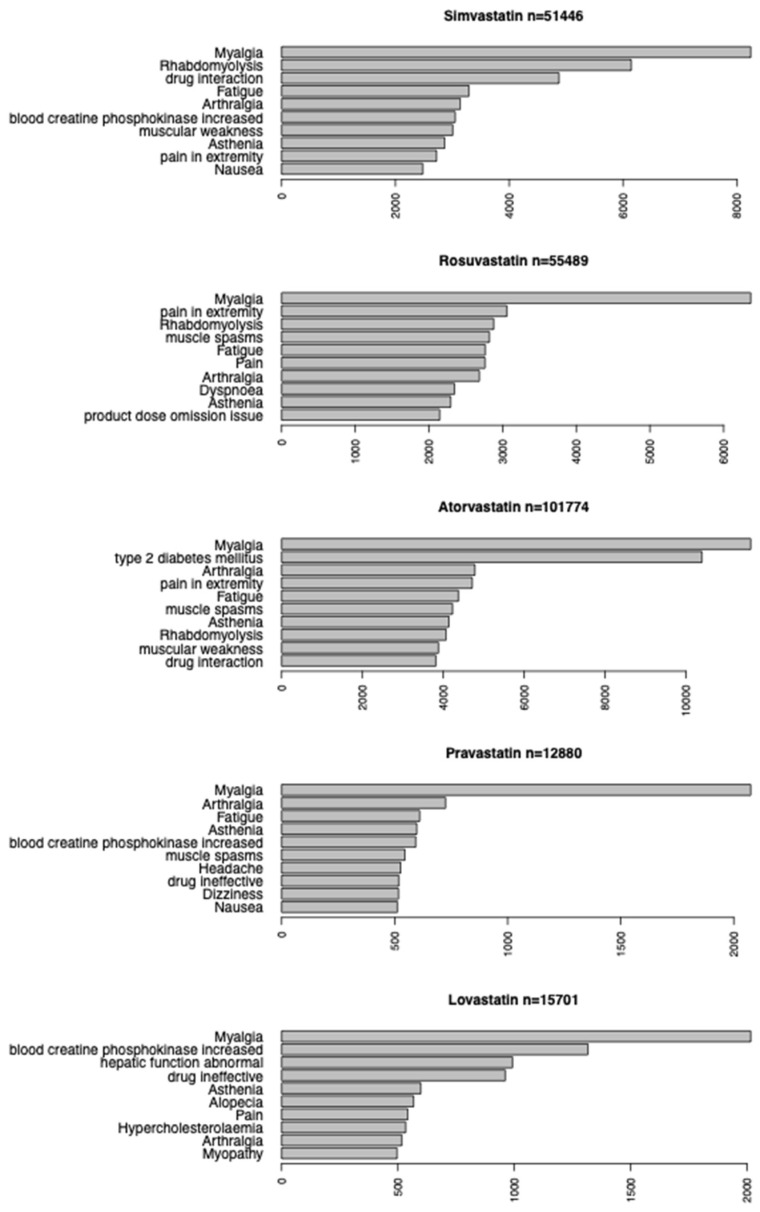 Simvastatin n=51446
Myalgia
Rhabdomyolysis
drug interaction
Fatigue
Arthralgia
blood creatine phosphokinase increased
muscular weakness
Asthenia
pain in extremity
Nausea
0 2000 4000 6000 8000
Rosuvastatin n=55489
Myalgia
pain in extremity
Rhabdomyolysis
muscle spasms
Fatigue
Pain
Arthralgia
Dyspnoea
Asthenia
product dose omission issue
0 1000 2000 3000 4000 5000 6000
Atorvastatin n=101774
Myalgia
type 2 diabetes mellitus
Arthralgia
pain in extremity
Fatigue
muscle spasms
Asthenia
Rhabdomyolysis
muscular weakness
drug interaction
0 2000 4000 6000 8000 10000
Pravastatin n=12880
Myalgia
Arthralgia
Fatigue
Asthenia
blood creatine phosphokinase increased
muscle spasms
Headache
drug ineffective
Dizziness
Nausea
0 500 1000 1500 2000
Lovastatin n=15701
Myalgia
blood creatine phosphokinase increased
hepatic function abnormal
drug ineffective
Asthenia
Alopecia
Pain
Hypercholesterolaemia
Arthralgia
Myopathy
0 500 1000 1500 2000